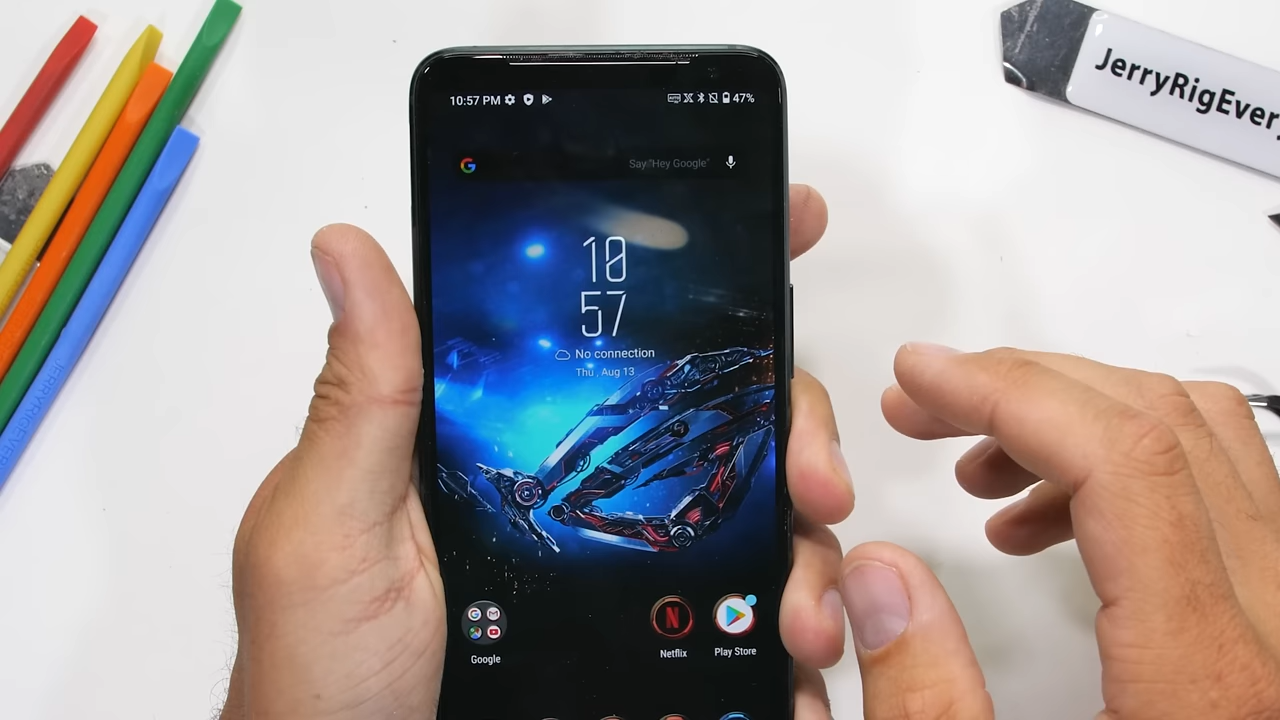 JerryRigEver
10:57 PM
47%
G
Say "Hey Google"
10
57
No connection
Thu, Aug 13
N
Google
Netflix
Play Store
JERRYRIGEVER